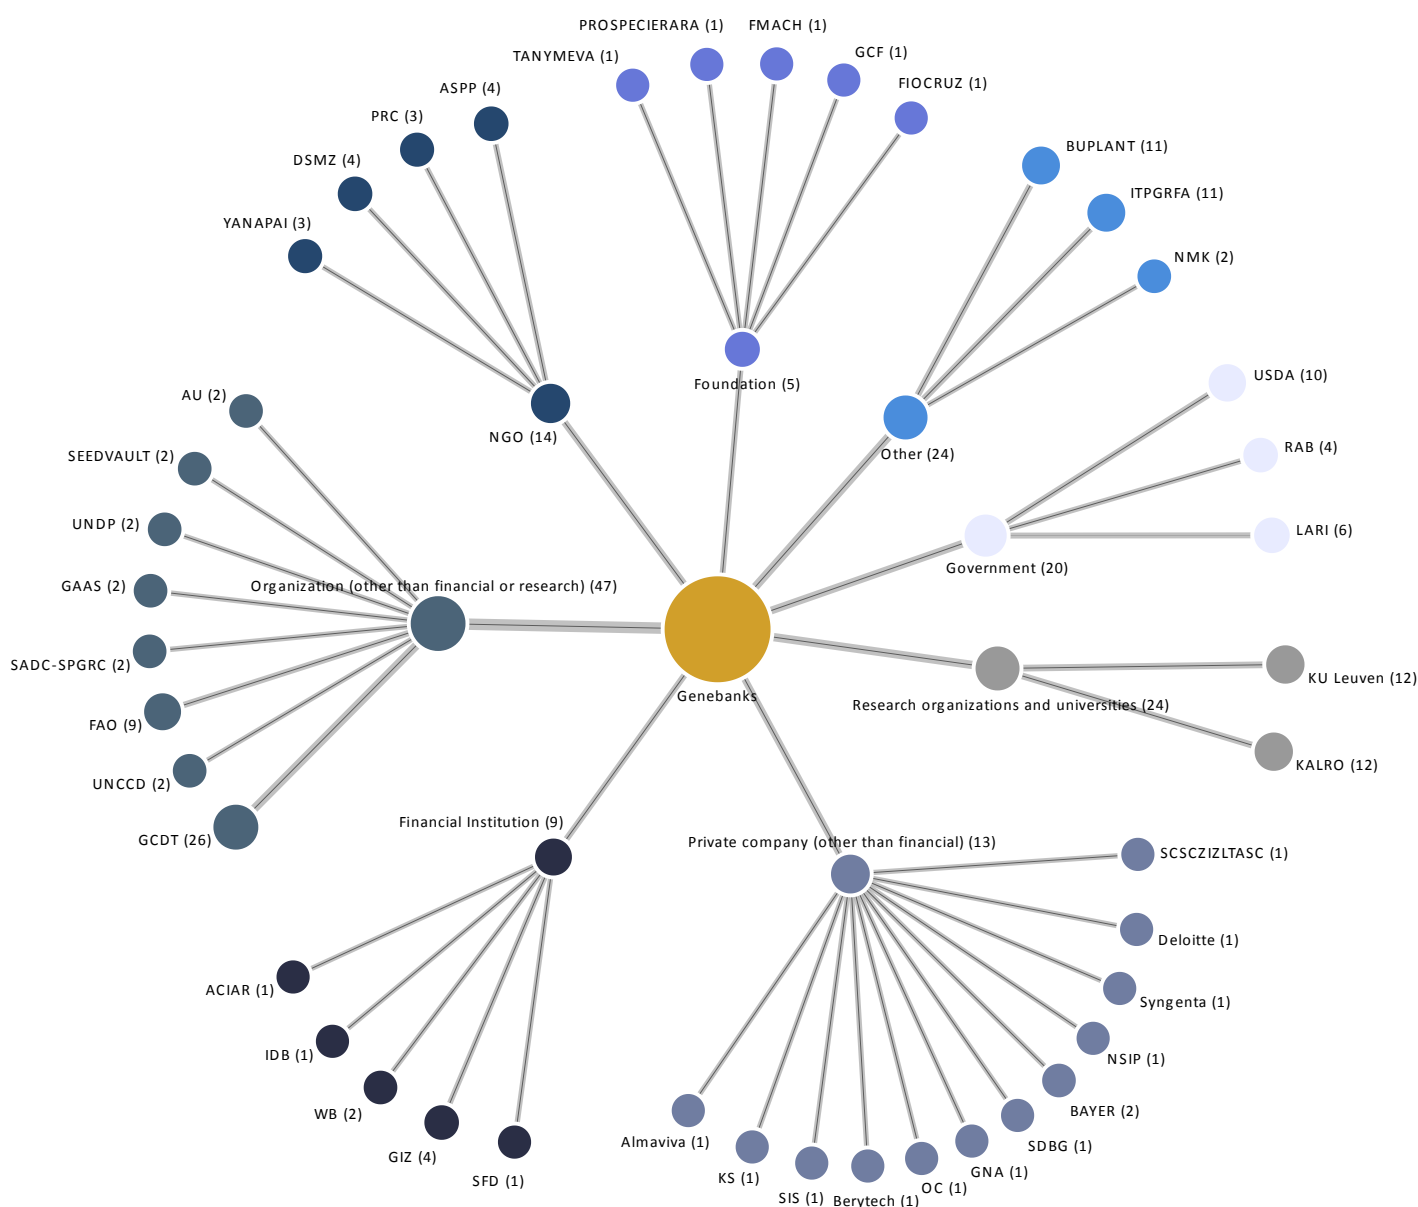 PROSPECIERARA (1)
FMACH (1)
TANYMEVA (1)
GCF (1)
FIOCRUZ (1)
ASPP (4)
PRC (3)
DSMZ (4)
YANAPAI (3)
BUPLANT (11)
ITPGRFA (11)
NMK (2)
USDA (10)
RAB (4)
LARI (6)
Foundation (5)
NGO (14)
Other (24)
Government (20)
AU (2)
SEEDVAULT (2)
UNDP (2)
GAAS (2)
SADC-SPGRC (2)
FAO (9)
UNCCD (2)
GCDT (26)
Organization (other than financial or research) (47)
Genebanks
Research organizations and universities (24)
KU Leuven (12)
KALRO (12)
Financial Institution (9)
Private company (other than financial) (13)
ACIAR (1)
IDB (1)
WB (2)
GIZ (4)
SFD (1)
SCSCZIZLTASC (1)
Deloitte (1)
Syngenta (1)
NSIP (1)
BAYER (2)
SDBG (1)
GNA (1)
OC (1)
Berytech (1)
SIS (1)
KS (1)
Almaviva (1)